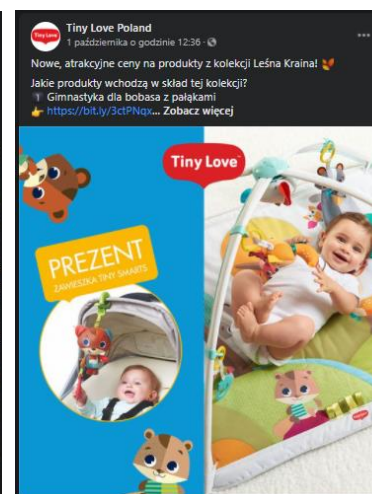 Tiny Love
Tiny Love Poland
1 października o godzinie 12:36
Nowe, atrakcyjne ceny na produkty z kolekcji Leśna Kraina!
Jakie produkty wchodzą w skład tej kolekcji?
Gimnastyka dla bobasa z pałąkami
https://bit.ly/3ctPNqx... Zobacz więcej
Tiny Love
PREZENT
ZAWIESZKA TINY SMARTS